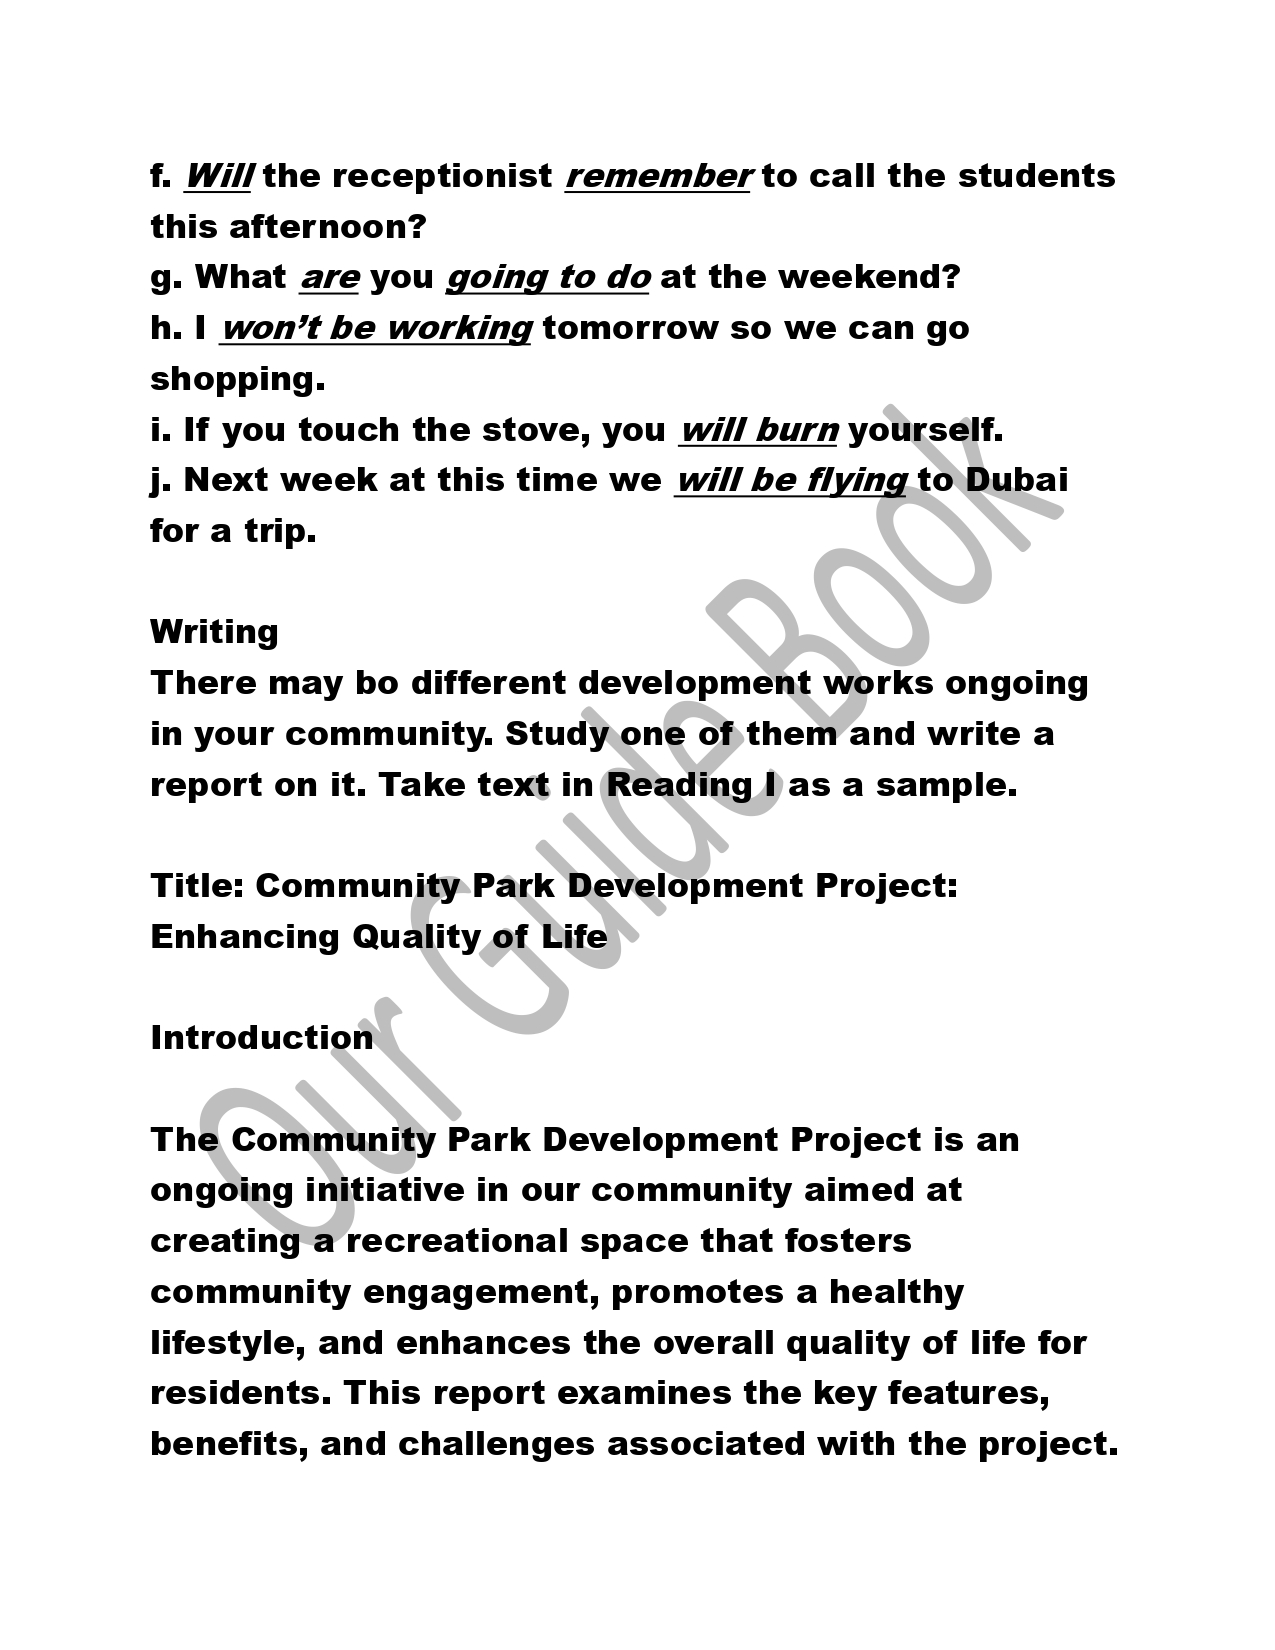 f. Will the receptionist remember to call the students
this afternoon?
g. What are you going to do at the weekend?
h. I won’t be working tomorrow so we can go
shopping.
i. If you touch the stove, you will burn yourself.
j. Next week at this time we will be flying to Dubai
for a trip.
Writing
There may bo different development works ongoing
in your community. Study one of them and write a
report on it. Take text in Reading I as a sample.
Title: Community Park Development Project:
Enhancing Quality of Life
Introduction
The Community Park Development Project is an
ongoing initiative in our community aimed at
creating a recreational space that fosters
community engagement, promotes a healthy
lifestyle, and enhances the overall quality of life for
residents. This report examines the key features,
benefits, and challenges associated with the project.
Our Guide Book